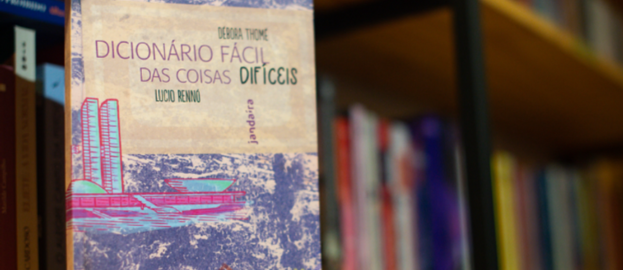 DÉBORA THOMÉ
DICIONÁRIO FÁCIL
DAS COISAS DIFÍCEIS
LUCIO RENNÓ
jandaíra